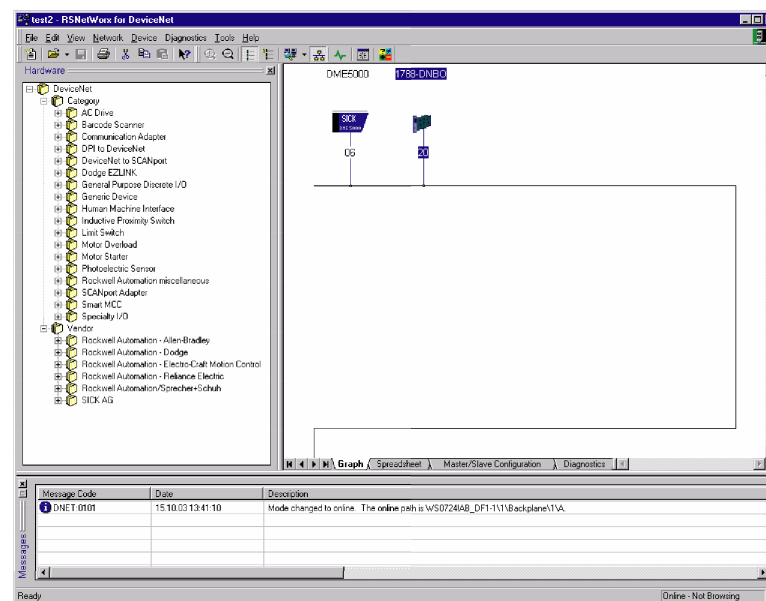 test2 - RSNetWorx for DeviceNet
File Edit View Network Device Diagnostics Tools Help
Hardware
DeviceNet
Category
AC Drive
Barcode Scanner
Communication Adapter
DPI to DeviceNet
DeviceNet to SCANport
Dodge EZLINK
General Purpose Discrete I/O
Generic Device
Human Machine Interface
Inductive Proximity Switch
Limit Switch
Motor Overload
Motor Starter
Photoelectric Sensor
Rockwell Automation miscellaneous
SCANport Adapter
Smart MCC
Specialty I/O
Vendor
Rockwell Automation - Allen-Bradley
Rockwell Automation - Dodge
Rockwell Automation - Electro-Craft Motion Control
Rockwell Automation - Reliance Electric
Rockwell Automation/Sprecher+Schuh
SICK AG
DME5000 1788-DNBO
SICK
06 20
Graph Spreadsheet Master/Slave Configuration Diagnostics
Messages
Message Code Date Description
DNET:0101 15.10.03 13:41:10 Mode changed to online. The online path is WS0724!AB_DF1-1\1\Backplane\1\A.
Ready Online - Not Browsing